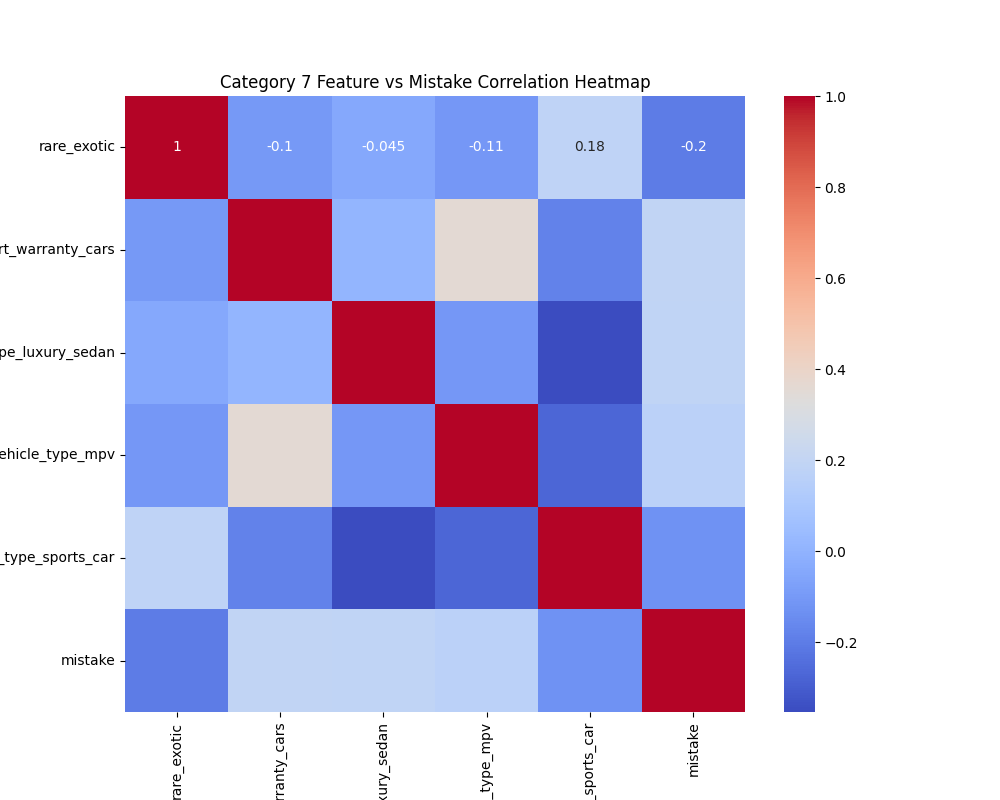 Category 7 Feature vs Mistake Correlation Heatmap
rare_exotic
1 -0.1 -0.045 -0.11 0.18 -0.2
rt_warranty_cars
pe_luxury_sedan
ehicle_type_mpv
_type_sports_car
mistake
rare_exotic
rranty_cars
xury_sedan
_type_mpv
_sports_car
mistake
1.0
0.8
0.6
0.4
0.2
0.0
−0.2